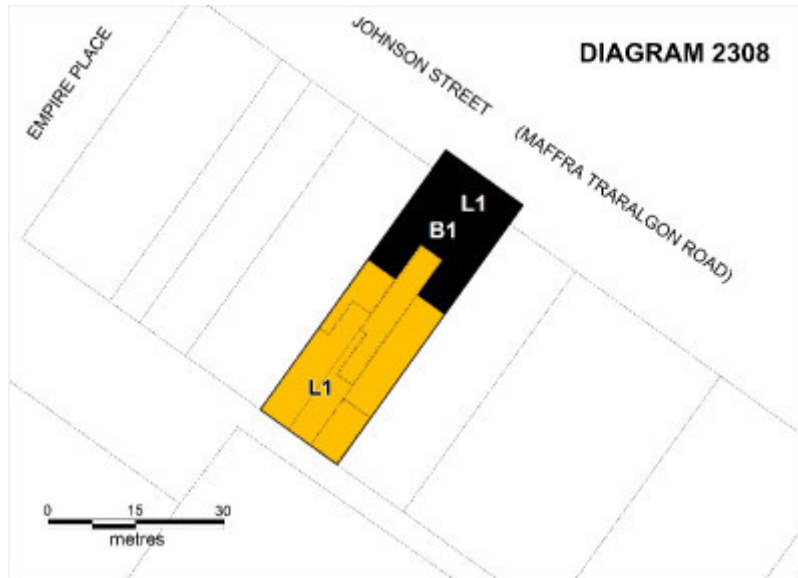 DIAGRAM 2308
EMPIRE PLACE
JOHNSON STREET (MAFFRA TRARALGON ROAD)
L1
B1
L1
0 15 30
metres